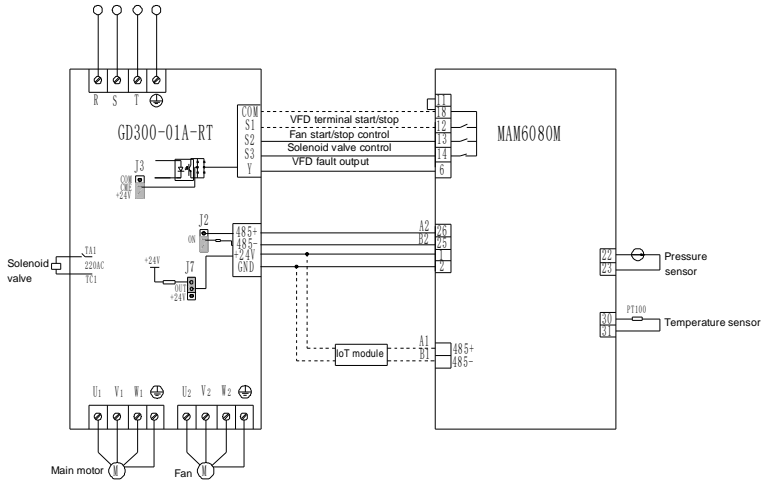 R S T
GD300-01A-RT
COM
S1
S2
S3
Y
VFD terminal start/stop
Fan start/stop control
Solenoid valve control
VFD fault output
11
18
12
13
14
6
MAM6080M
J3
COM
CME
+24V
J2
ON
485+
485-
+24V
GND
A2
B2
26
25
1
2
J7
+24V
OUT
+24V
Solenoid
valve
TA1
220AC
TC1
22
23
Pressure
sensor
30
31
PT100
Temperature sensor
IoT module
A1
B1
485+
485-
U1 V1 W1
U2 V2 W2
Main motor
M
Fan
M